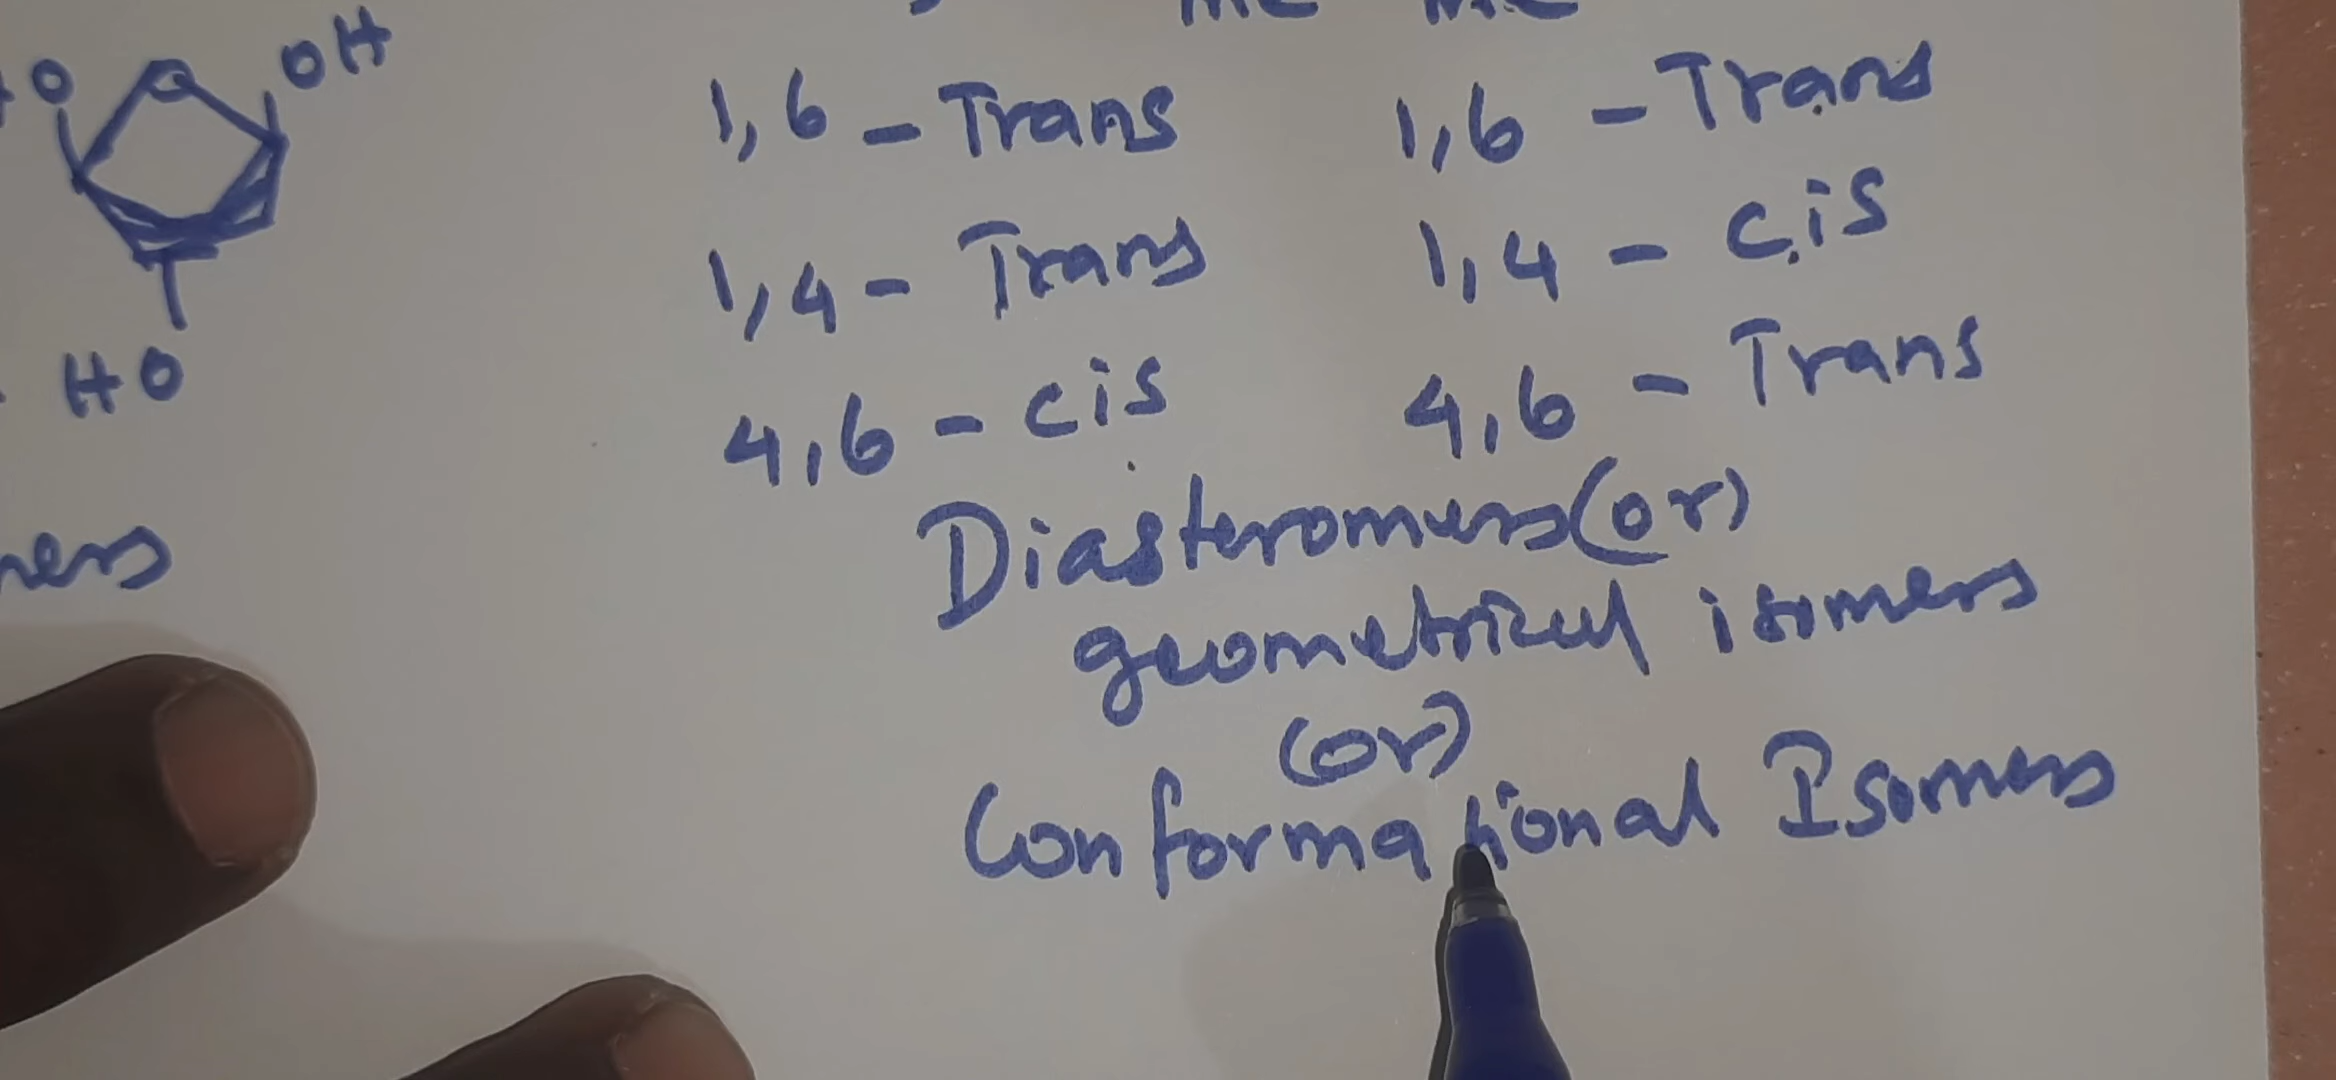 OH
O
HO
ners
1,6 - Trans 1,6 - Trans
1,4 - Trans 1,4 - cis
4,6 - cis 4,6 - Trans
Diasteromers (or)
geometrical isomers
(or)
Conformational Isomers